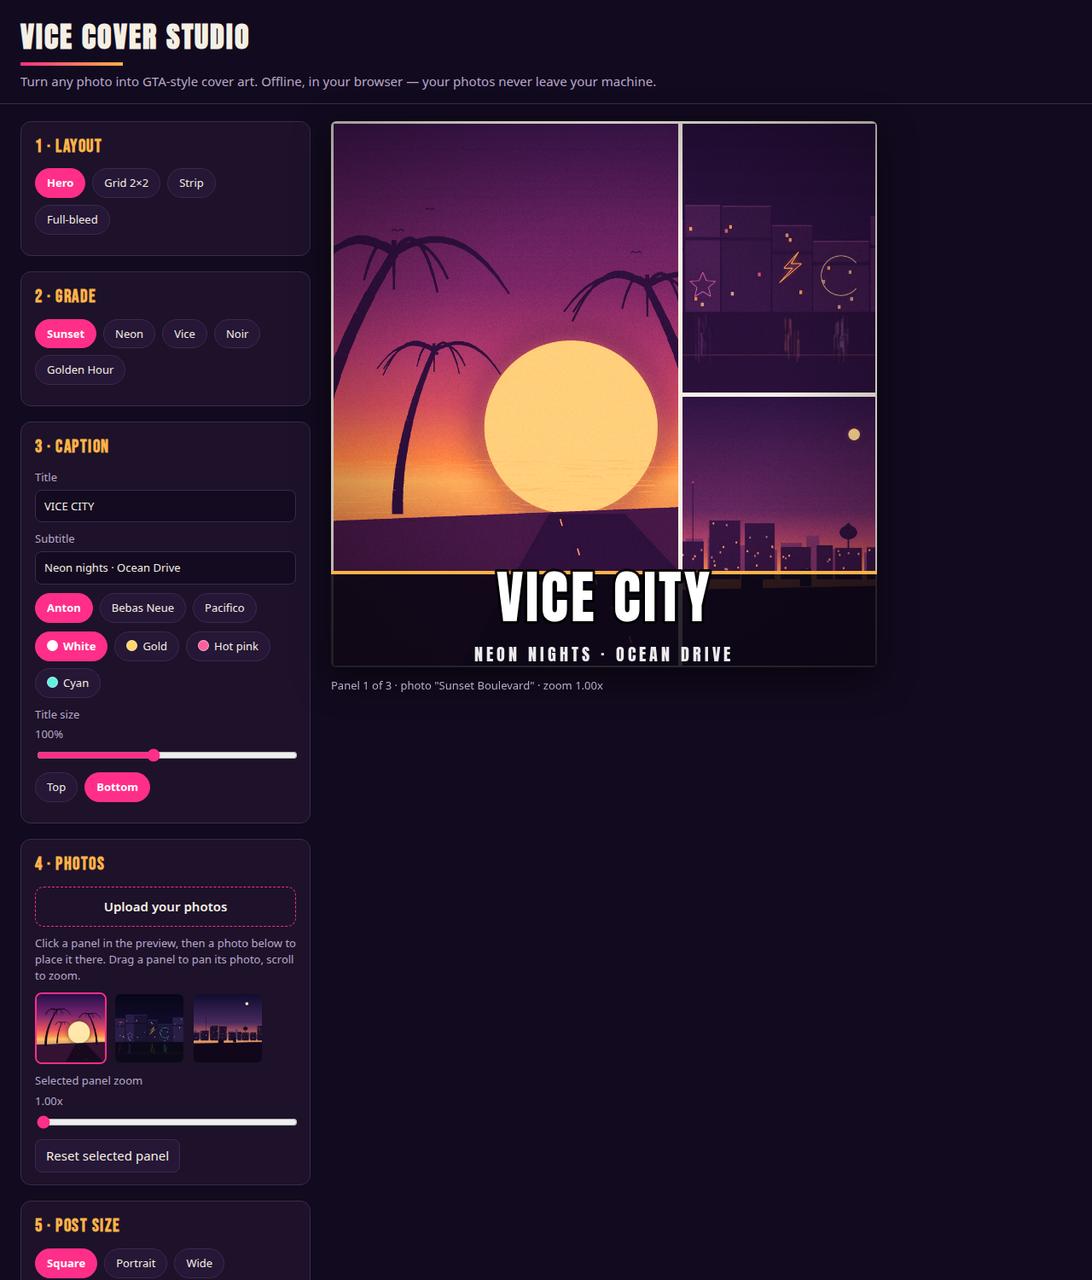 VICE COVER STUDIO
Turn any photo into GTA-style cover art. Offline, in your browser — your photos never leave your machine.
1 · LAYOUT
Hero
Grid 2×2
Strip
Full-bleed
2 · GRADE
Sunset
Neon
Vice
Noir
Golden Hour
3 · CAPTION
Title
VICE CITY
Subtitle
Neon nights · Ocean Drive
Anton
Bebas Neue
Pacifico
White
Gold
Hot pink
Cyan
Title size
100%
Top
Bottom
4 · PHOTOS
Upload your photos
Click a panel in the preview, then a photo below to
place it there. Drag a panel to pan its photo, scroll
to zoom.
Selected panel zoom
1.00x
Reset selected panel
5 · POST SIZE
Square
Portrait
Wide
VICE CITY
NEON NIGHTS · OCEAN DRIVE
Panel 1 of 3 · photo "Sunset Boulevard" · zoom 1.00x